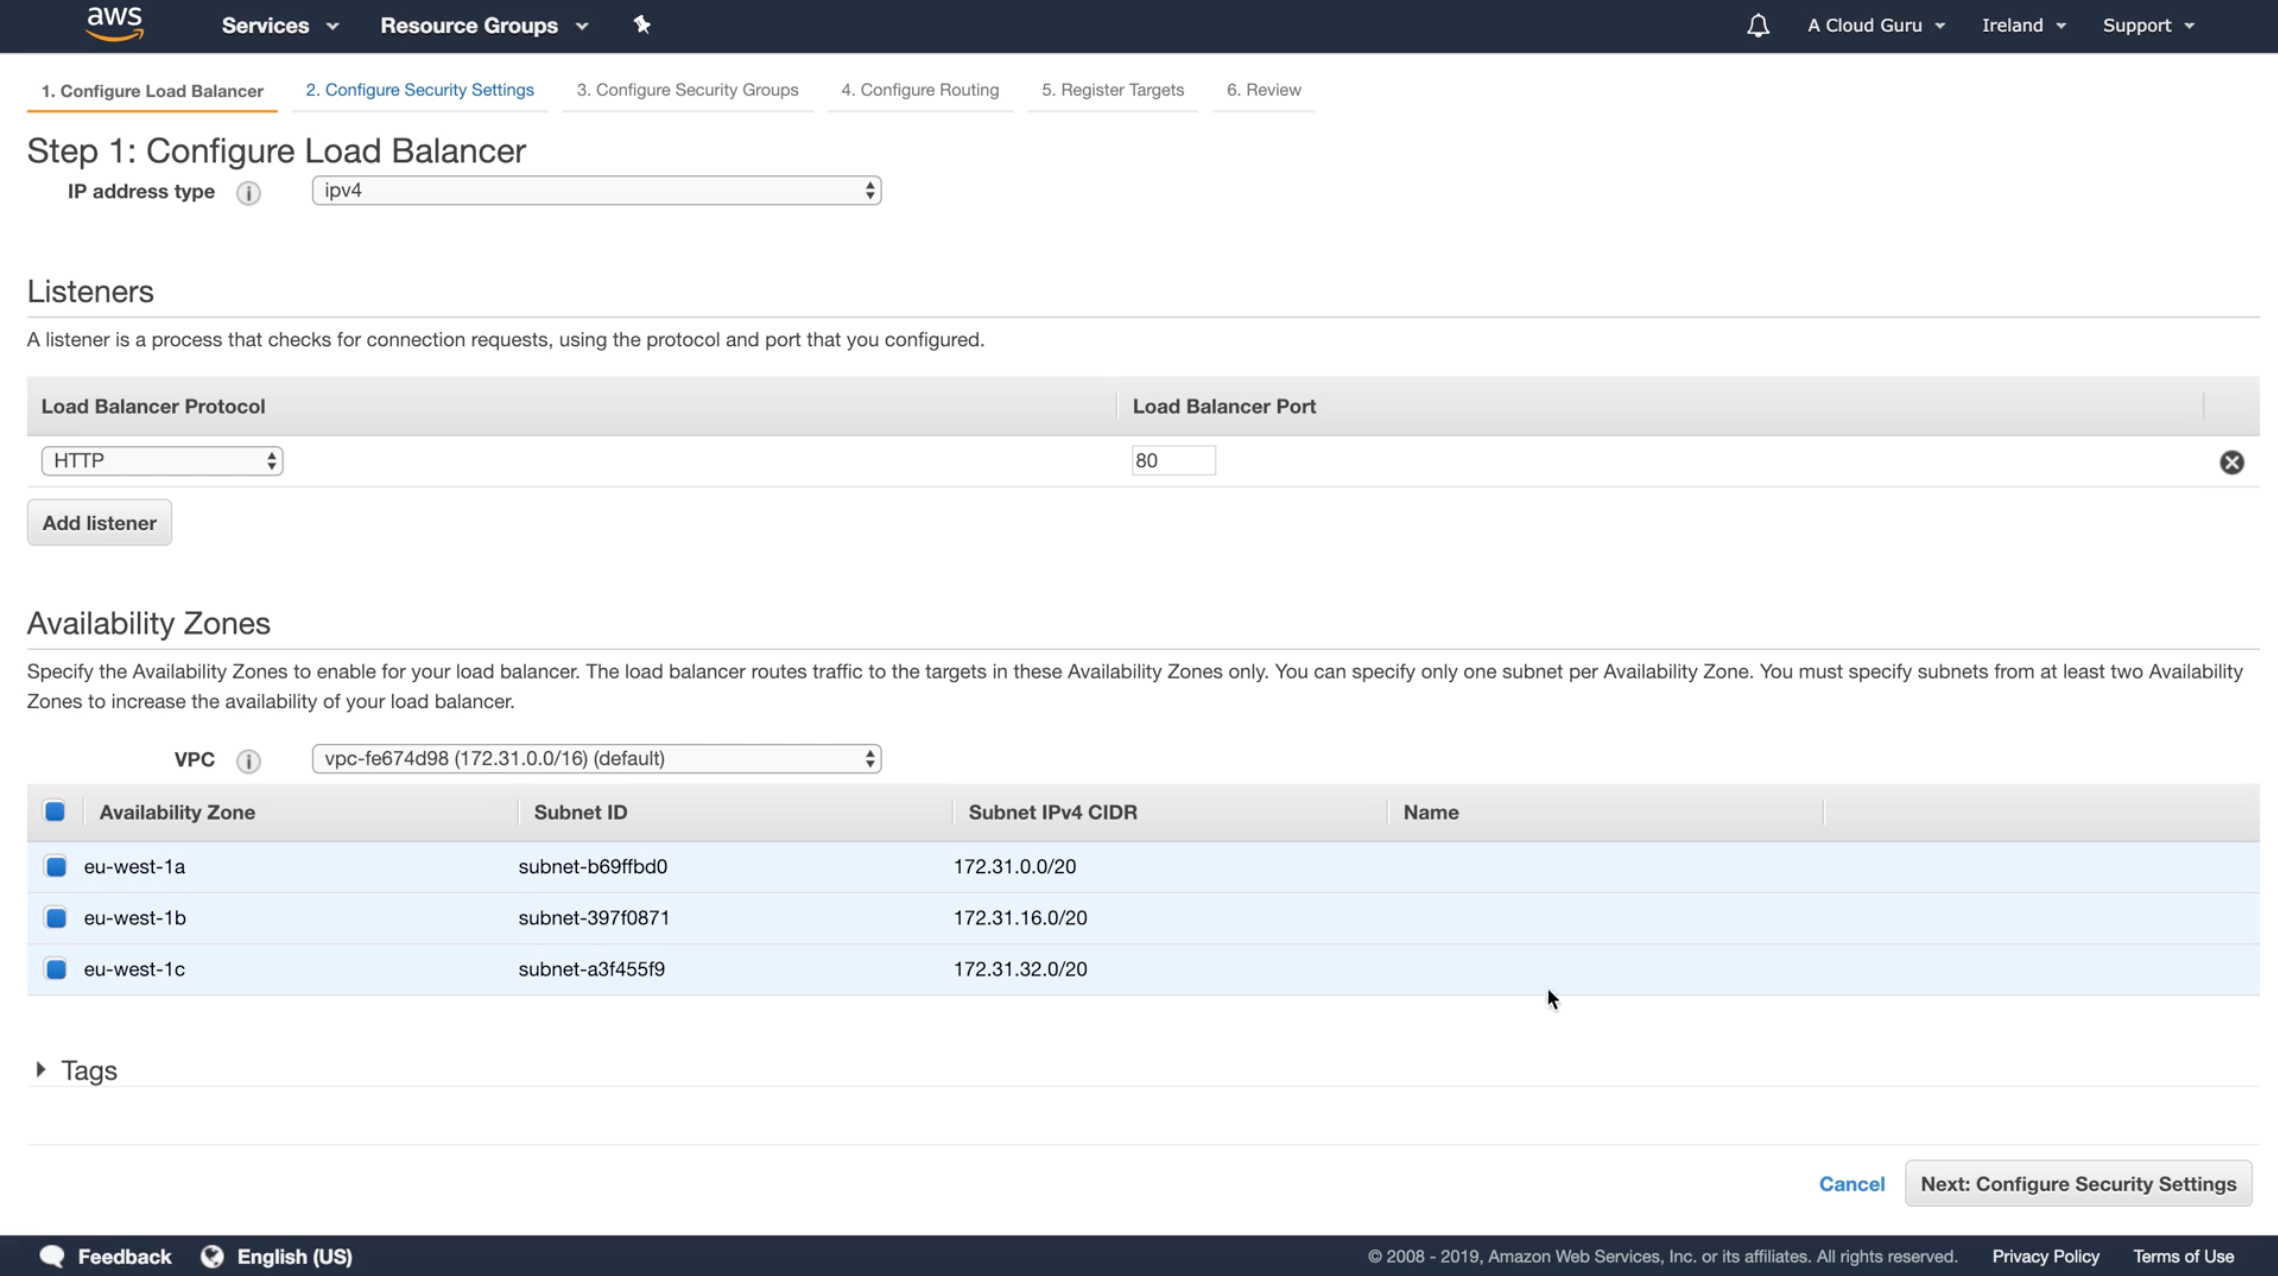 aws Services Resource Groups A Cloud Guru Ireland Support
1. Configure Load Balancer 2. Configure Security Settings 3. Configure Security Groups 4. Configure Routing 5. Register Targets 6. Review
Step 1: Configure Load Balancer
IP address type i ipv4
Listeners
A listener is a process that checks for connection requests, using the protocol and port that you configured.
Load Balancer Protocol Load Balancer Port
HTTP 80
Add listener
Availability Zones
Specify the Availability Zones to enable for your load balancer. The load balancer routes traffic to the targets in these Availability Zones only. You can specify only one subnet per Availability Zone. You must specify subnets from at least two Availability
Zones to increase the availability of your load balancer.
VPC i vpc-fe674d98 (172.31.0.0/16) (default)
Availability Zone Subnet ID Subnet IPv4 CIDR Name
eu-west-1a subnet-b69ffbd0 172.31.0.0/20
eu-west-1b subnet-397f0871 172.31.16.0/20
eu-west-1c subnet-a3f455f9 172.31.32.0/20
Tags
Cancel Next: Configure Security Settings
Feedback English (US) © 2008 - 2019, Amazon Web Services, Inc. or its affiliates. All rights reserved. Privacy Policy Terms of Use